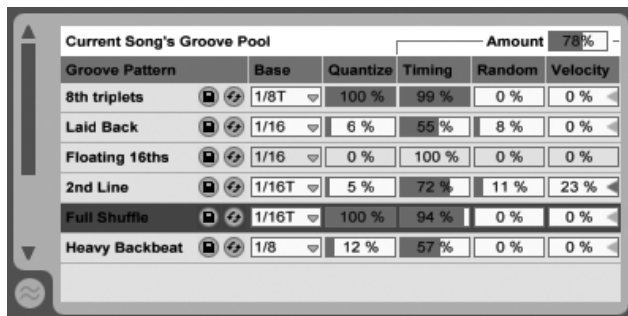 Current Song's Groove Pool Amount 78%
Groove Pattern Base Quantize Timing Random Velocity
8th triplets 1/8T 100 % 99 % 0 % 0 %
Laid Back 1/16 6 % 55 % 8 % 0 %
Floating 16ths 1/16 0 % 100 % 0 % 0 %
2nd Line 1/16T 5 % 72 % 11 % 23 %
Full Shuffle 1/16T 100 % 94 % 0 % 0 %
Heavy Backbeat 1/8 12 % 57 % 0 % 0 %